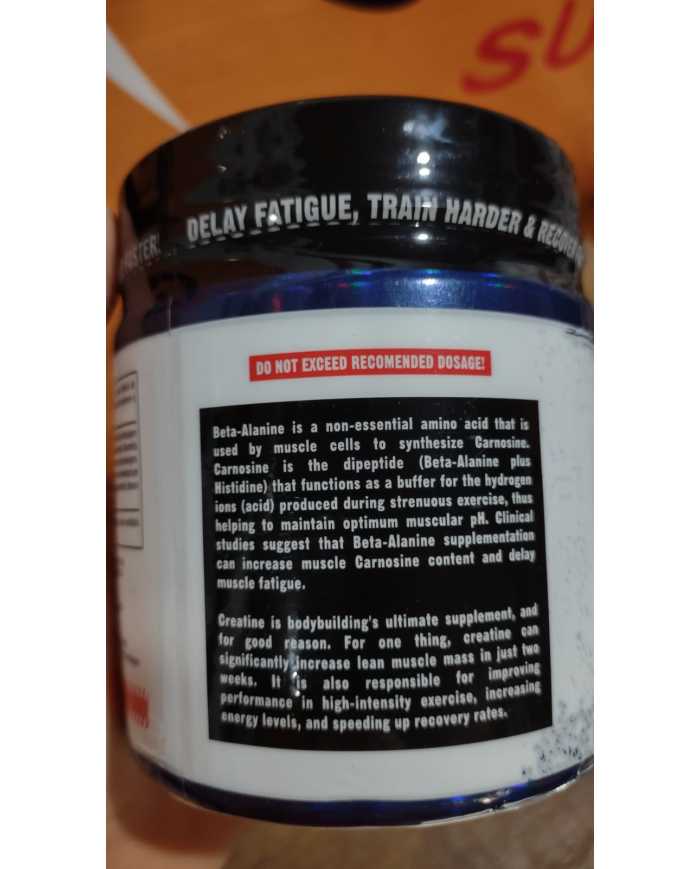 SU
DELAY FATIGUE, TRAIN HARDER & RECOVER
DO NOT EXCEED RECOMENDED DOSAGE!
Beta-Alanine is a non-essential amino acid that is
used by muscle cells to synthesize Carnosine.
Carnosine is the dipeptide (Beta-Alanine plus
Histidine) that functions as a buffer for the hydrogen
ions (acid) produced during strenuous exercise, thus
helping to maintain optimum muscular pH. Clinical
studies suggest that Beta-Alanine supplementation
can increase muscle Carnosine content and delay
muscle fatigue.
Creatine is bodybuilding's ultimate supplement, and
for good reason. For one thing, creatine can
significantly increase lean muscle mass in just two
weeks. It is also responsible for improving
performance in high-intensity exercise, increasing
energy levels, and speeding up recovery rates.